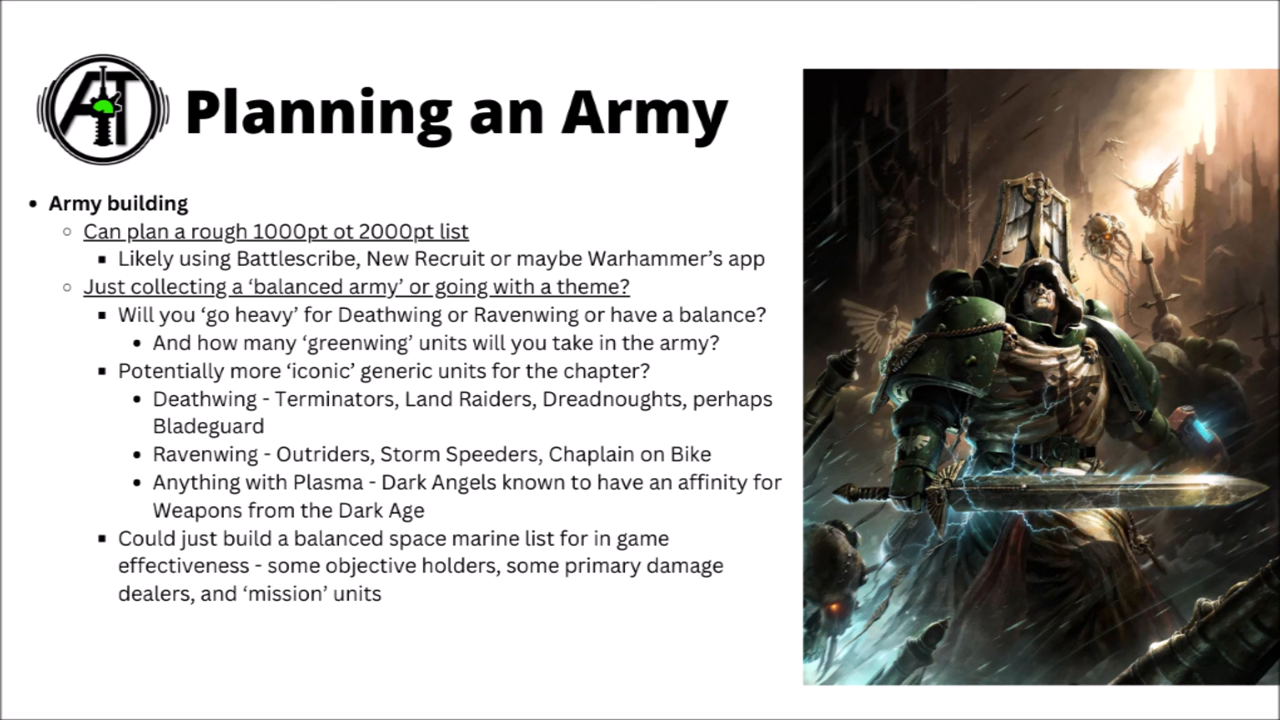 AT
Planning an Army
• Army building
○ Can plan a rough 1000pt ot 2000pt list
▪ Likely using Battlescribe, New Recruit or maybe Warhammer’s app
○ Just collecting a ‘balanced army’ or going with a theme?
▪ Will you ‘go heavy’ for Deathwing or Ravenwing or have a balance?
• And how many ‘greenwing’ units will you take in the army?
▪ Potentially more ‘iconic’ generic units for the chapter?
• Deathwing - Terminators, Land Raiders, Dreadnoughts, perhaps
Bladeguard
• Ravenwing - Outriders, Storm Speeders, Chaplain on Bike
• Anything with Plasma - Dark Angels known to have an affinity for
Weapons from the Dark Age
▪ Could just build a balanced space marine list for in game
effectiveness - some objective holders, some primary damage
dealers, and ‘mission’ units